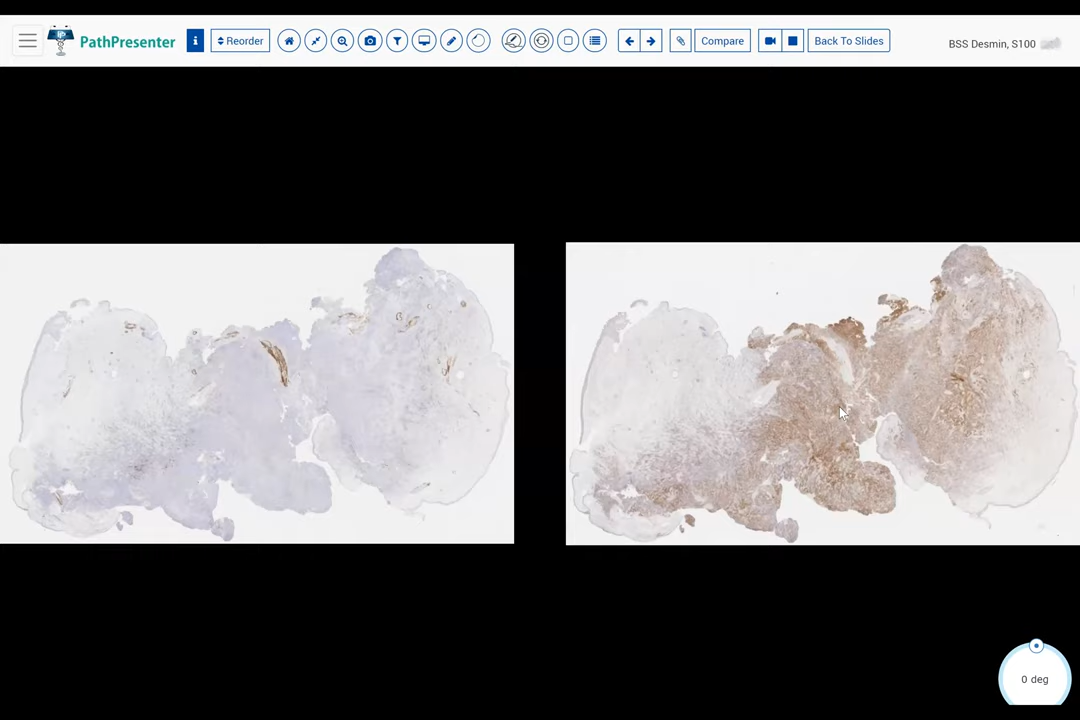 PathPresenter
Reorder
Compare
Back To Slides
BSS Desmin, S100
0 deg